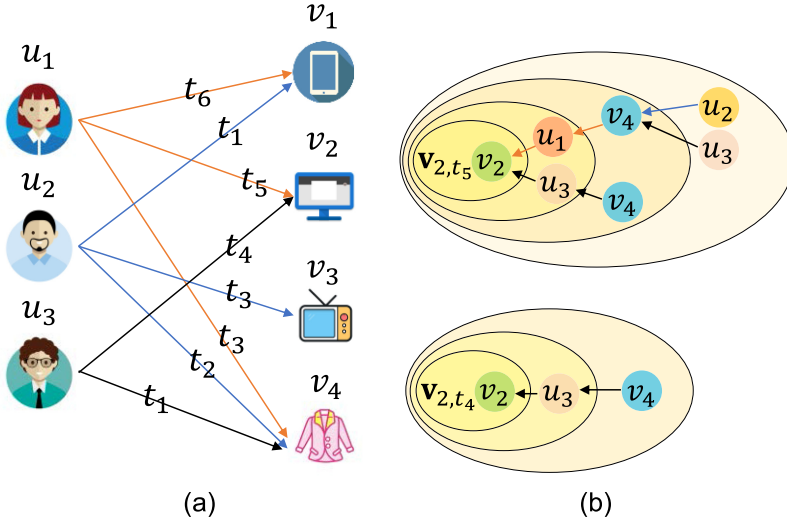 u₁
u₂
u₃
t₆
t₁
t₅
t₄
t₃
t₃
t₂
t₁
v₁
v₂
v₃
v₄
(a)
𝐯₂,ₜ₅ v₂ u₁ v₄ u₂
u₃ v₄ u₃
𝐯₂,ₜ₄ v₂ u₃ v₄
(b)